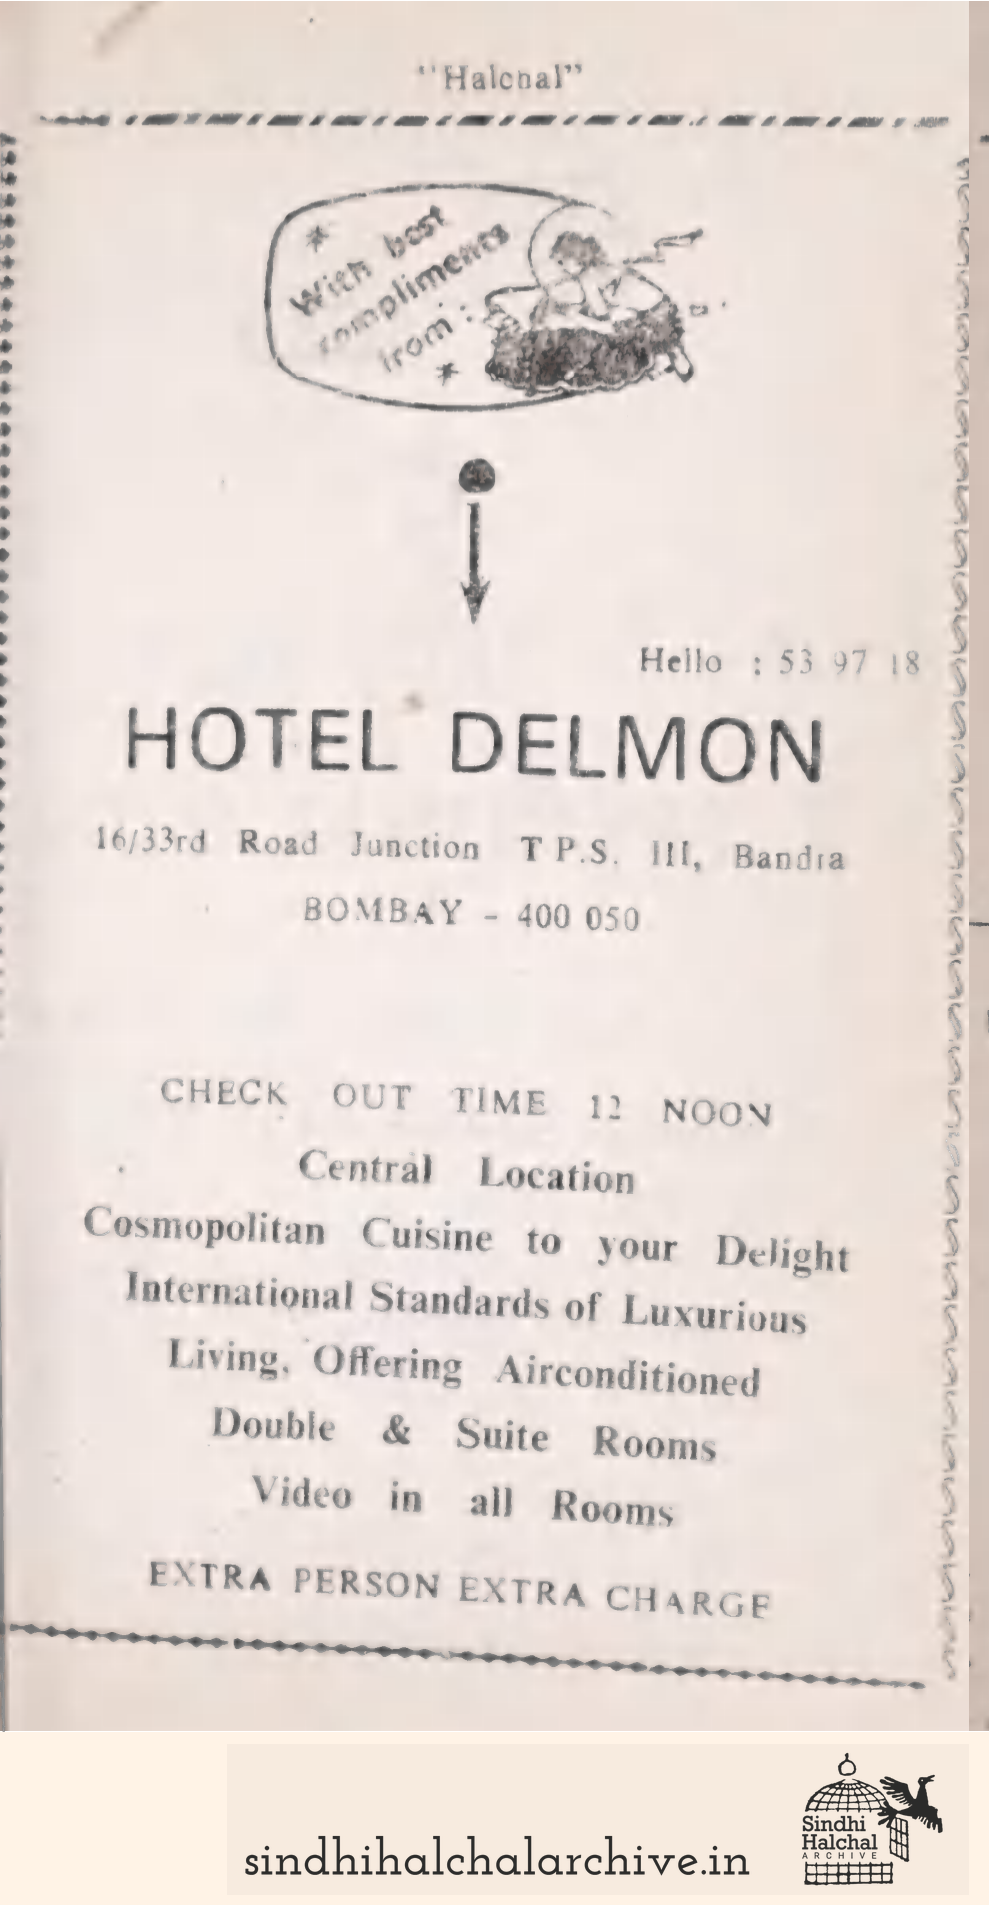 "Halchal"
With best
compliments
from :
Hello : 53 97 18
HOTEL DELMON
16/33rd Road Junction T P.S. III, Bandra
BOMBAY - 400 050
CHECK OUT TIME 12 NOON
Central Location
Cosmopolitan Cuisine to your Delight
International Standards of Luxurious
Living, Offering Airconditioned
Double & Suite Rooms
Video in all Rooms
EXTRA PERSON EXTRA CHARGE
sindhihalchalarchive.in
Sindhi
Halchal
ARCHIVE